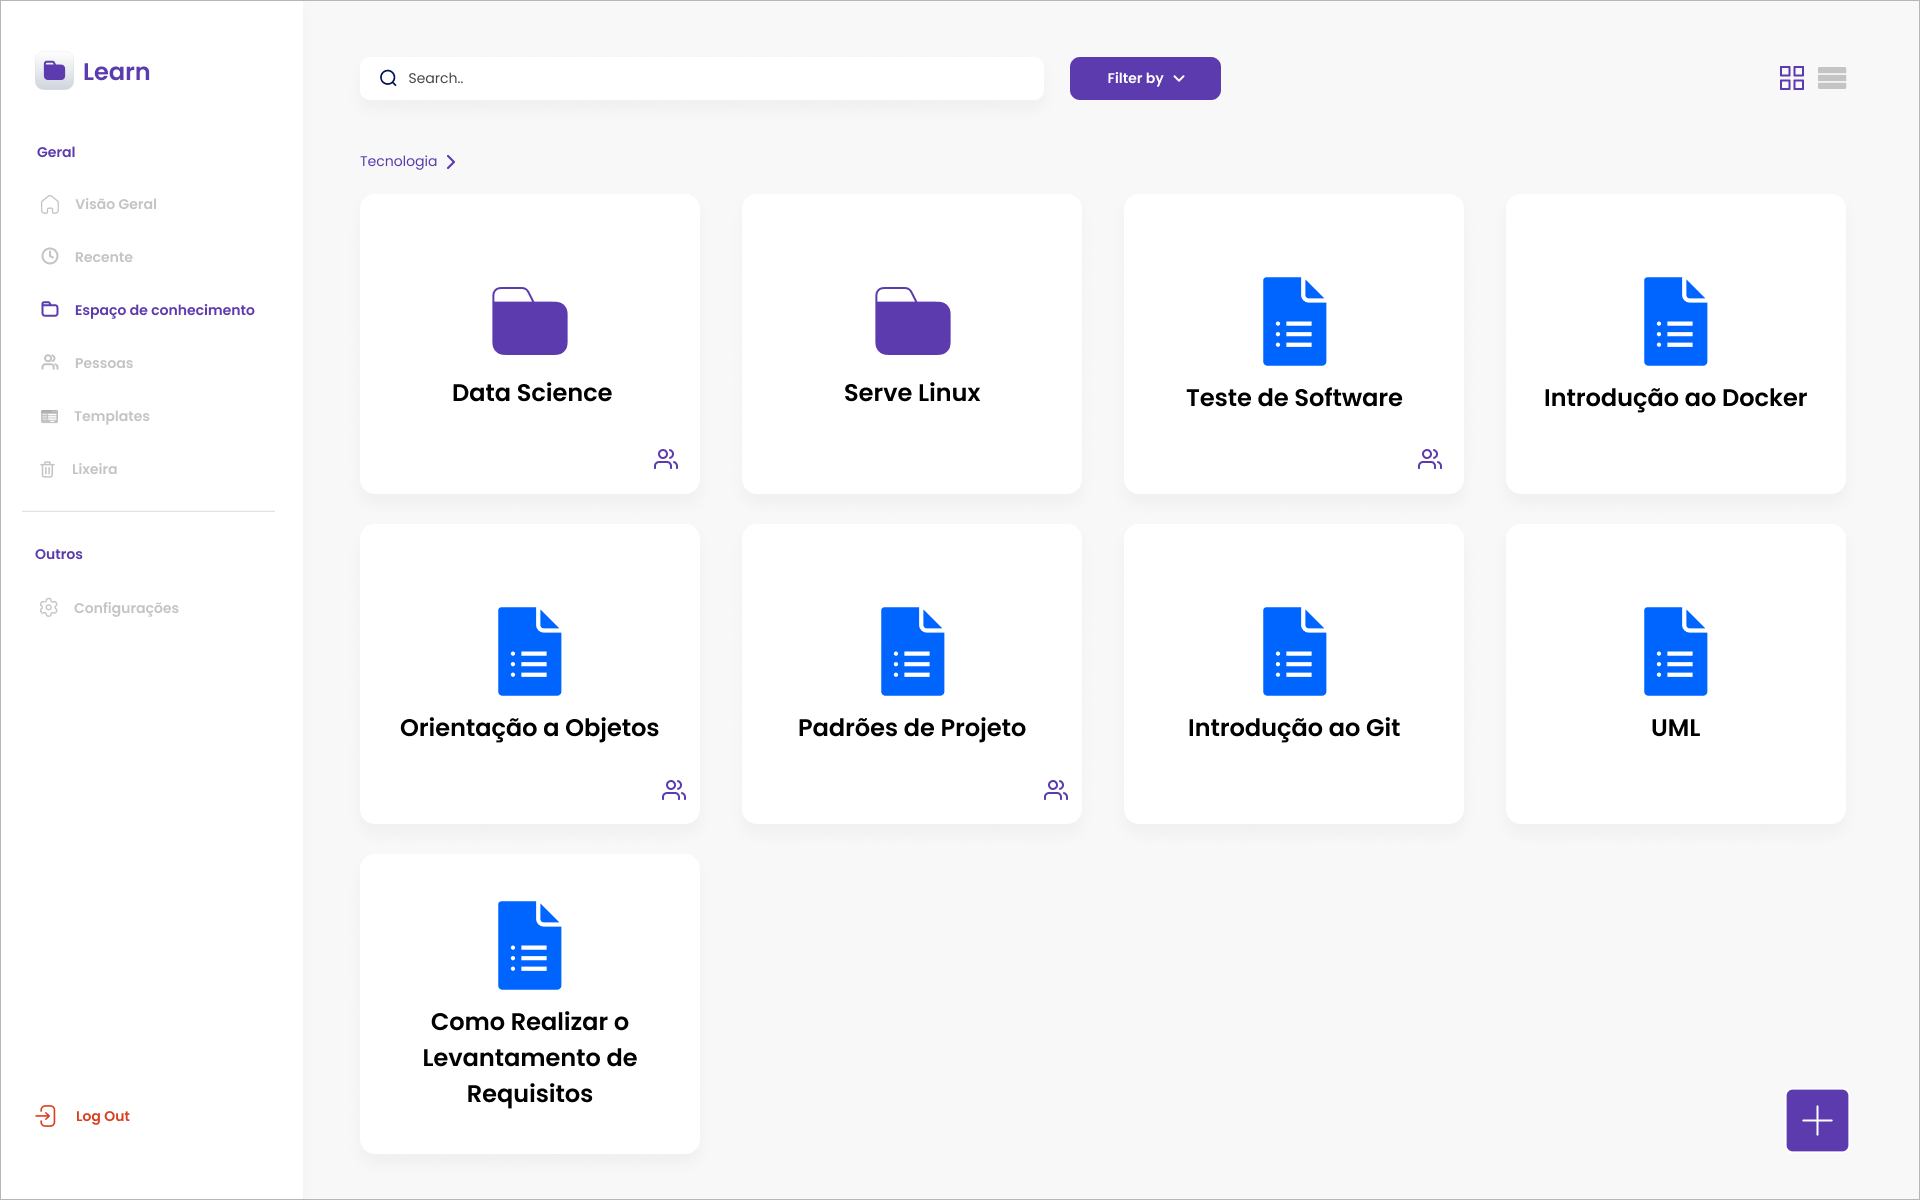 Learn
Geral
Visão Geral
Recente
Espaço de conhecimento
Pessoas
Templates
Lixeira
Outros
Configurações
Log Out
Search..
Filter by
Tecnologia
Data Science
Serve Linux
Teste de Software
Introdução ao Docker
Orientação a Objetos
Padrões de Projeto
Introdução ao Git
UML
Como Realizar o
Levantamento de
Requisitos